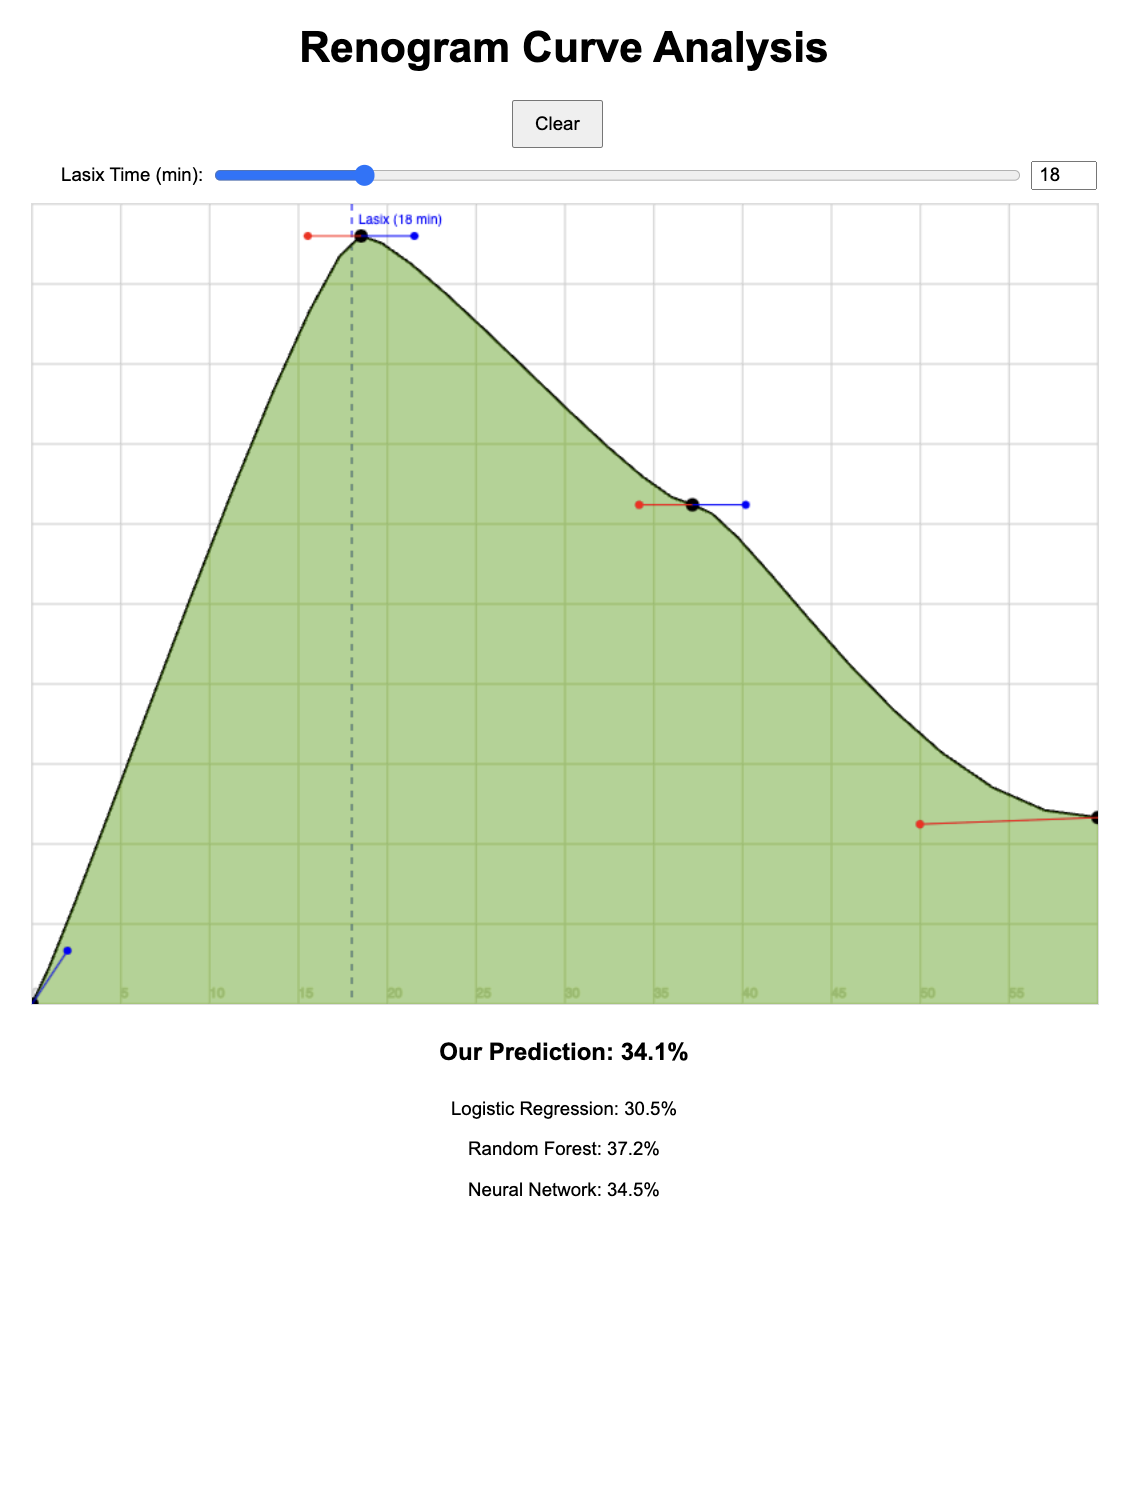 Renogram Curve Analysis
Clear
Lasix Time (min):
18
Lasix (18 min)
5 10 15 20 25 30 35 40 45 50 55
Our Prediction: 34.1%
Logistic Regression: 30.5%
Random Forest: 37.2%
Neural Network: 34.5%